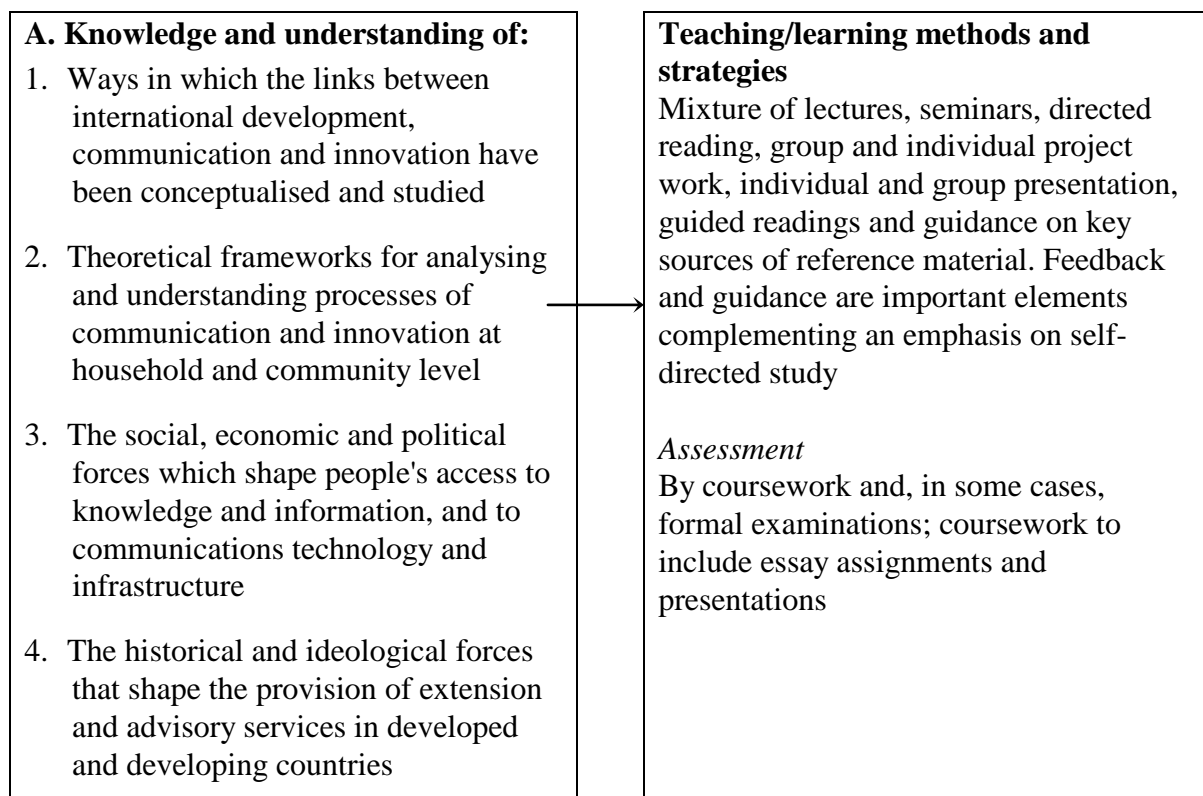 A. Knowledge and understanding of:
1. Ways in which the links between
international development,
communication and innovation have
been conceptualised and studied
2. Theoretical frameworks for analysing
and understanding processes of
communication and innovation at
household and community level
3. The social, economic and political
forces which shape people's access to
knowledge and information, and to
communications technology and
infrastructure
4. The historical and ideological forces
that shape the provision of extension
and advisory services in developed
and developing countries
Teaching/learning methods and
strategies
Mixture of lectures, seminars, directed
reading, group and individual project
work, individual and group presentation,
guided readings and guidance on key
sources of reference material. Feedback
and guidance are important elements
complementing an emphasis on self-
directed study
Assessment
By coursework and, in some cases,
formal examinations; coursework to
include essay assignments and
presentations